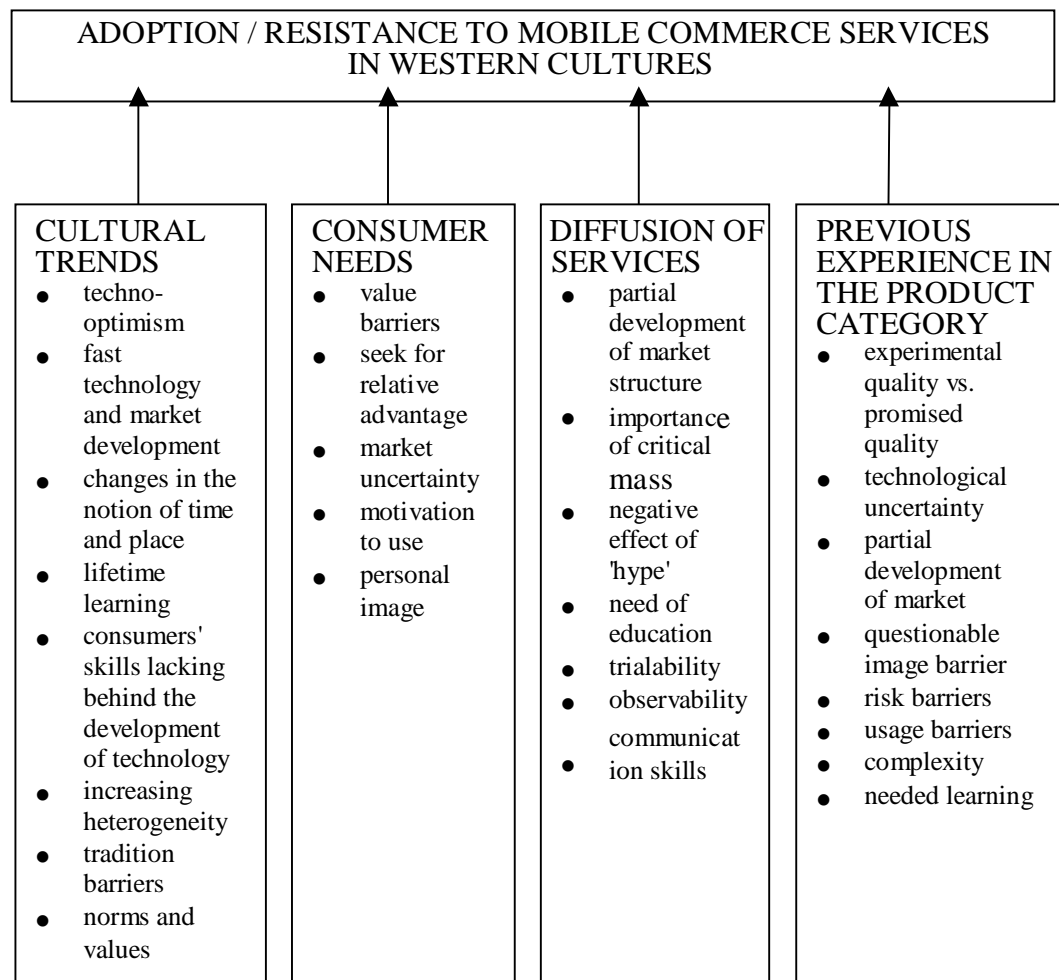 ADOPTION / RESISTANCE TO MOBILE COMMERCE SERVICES
IN WESTERN CULTURES
CULTURAL
TRENDS
● techno-
optimism
● fast
technology
and market
development
● changes in the
notion of time
and place
● lifetime
learning
● consumers'
skills lacking
behind the
development
of technology
● increasing
heterogeneity
● tradition
barriers
● norms and
values
CONSUMER
NEEDS
● value
barriers
● seek for
relative
advantage
● market
uncertainty
● motivation
to use
● personal
image
DIFFUSION OF
SERVICES
● partial
development
of market
structure
● importance
of critical
mass
● negative
effect of
'hype'
● need of
education
● trialability
● observability
communicat
● ion skills
PREVIOUS
EXPERIENCE IN
THE PRODUCT
CATEGORY
● experimental
quality vs.
promised
quality
● technological
uncertainty
● partial
development
of market
● questionable
image barrier
● risk barriers
● usage barriers
● complexity
● needed learning